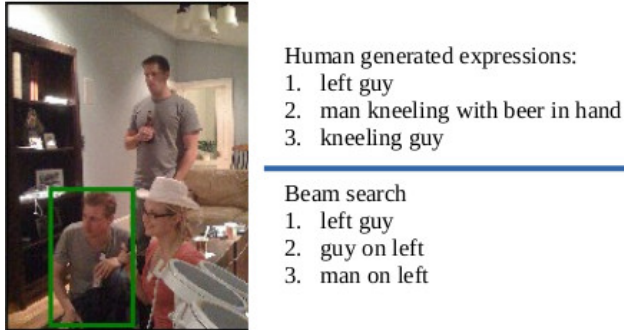 Human generated expressions:
1. left guy
2. man kneeling with beer in hand
3. kneeling guy
Beam search
1. left guy
2. guy on left
3. man on left